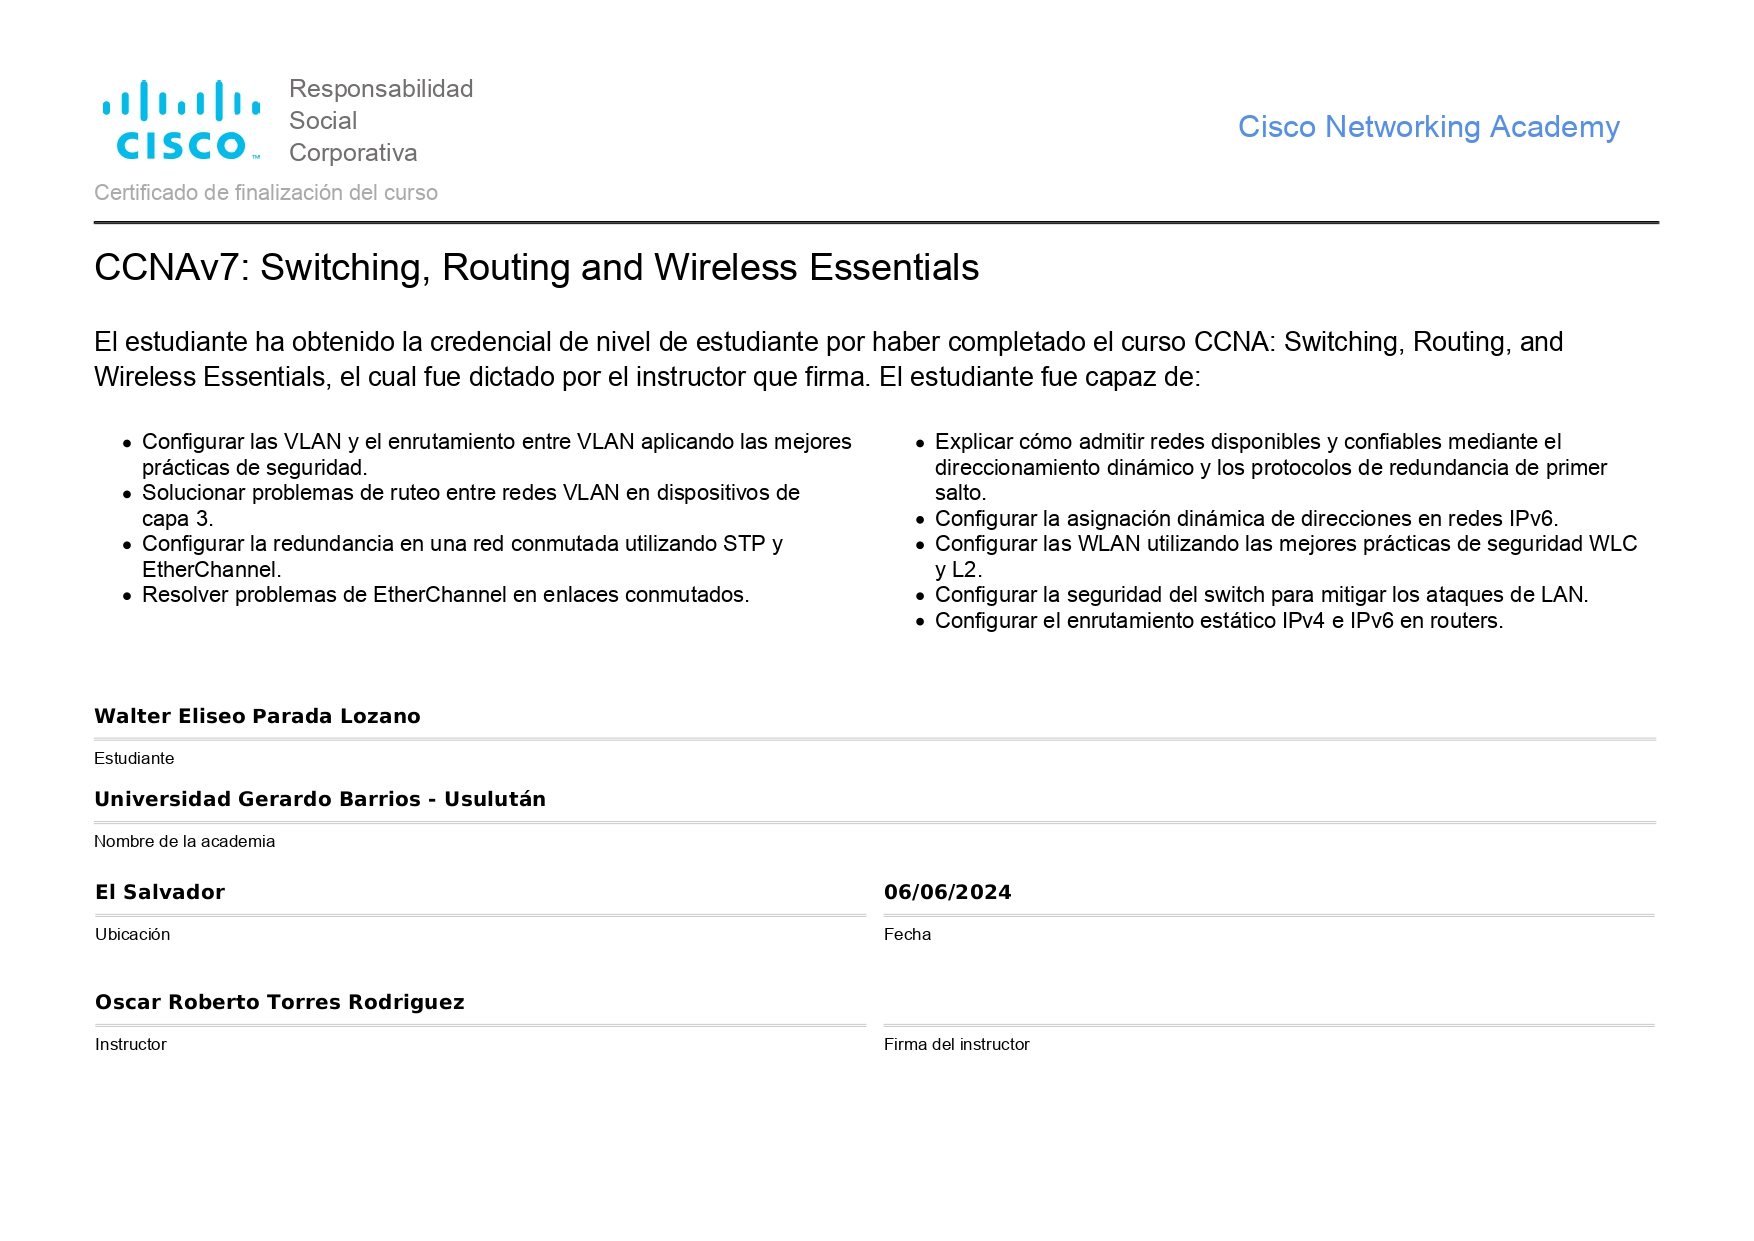 CISCO™
Responsabilidad
Social
Corporativa
Cisco Networking Academy
Certificado de finalización del curso
CCNAv7: Switching, Routing and Wireless Essentials
El estudiante ha obtenido la credencial de nivel de estudiante por haber completado el curso CCNA: Switching, Routing, and
Wireless Essentials, el cual fue dictado por el instructor que firma. El estudiante fue capaz de:
• Configurar las VLAN y el enrutamiento entre VLAN aplicando las mejores
prácticas de seguridad.
• Solucionar problemas de ruteo entre redes VLAN en dispositivos de
capa 3.
• Configurar la redundancia en una red conmutada utilizando STP y
EtherChannel.
• Resolver problemas de EtherChannel en enlaces conmutados.
• Explicar cómo admitir redes disponibles y confiables mediante el
direccionamiento dinámico y los protocolos de redundancia de primer
salto.
• Configurar la asignación dinámica de direcciones en redes IPv6.
• Configurar las WLAN utilizando las mejores prácticas de seguridad WLC
y L2.
• Configurar la seguridad del switch para mitigar los ataques de LAN.
• Configurar el enrutamiento estático IPv4 e IPv6 en routers.
Walter Eliseo Parada Lozano
Estudiante
Universidad Gerardo Barrios - Usulután
Nombre de la academia
El Salvador
Ubicación
06/06/2024
Fecha
Oscar Roberto Torres Rodriguez
Instructor
Firma del instructor